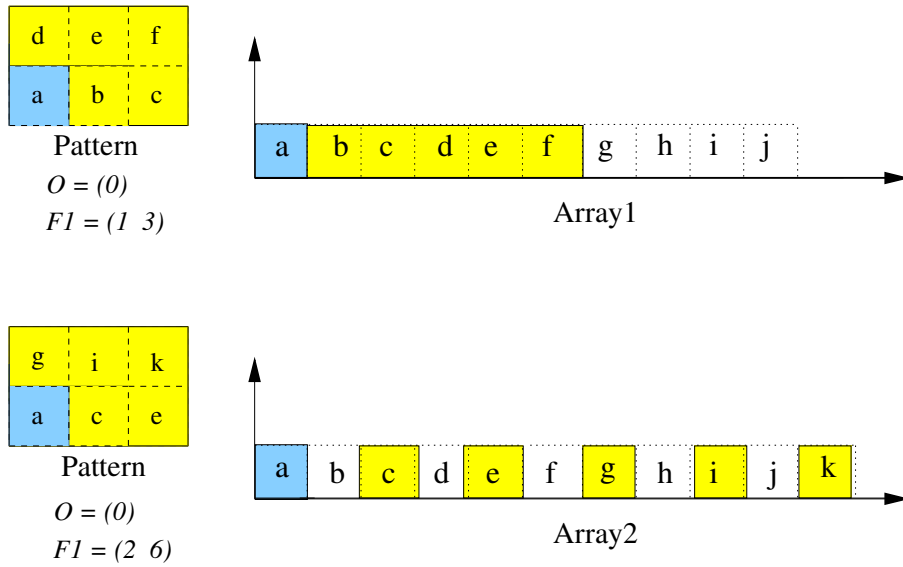 d e f
a b c
Pattern
O = (0)
F1 = (1 3)
a b c d e f g h i j
Array1
g i k
a c e
Pattern
O = (0)
F1 = (2 6)
a b c d e f g h i j k
Array2